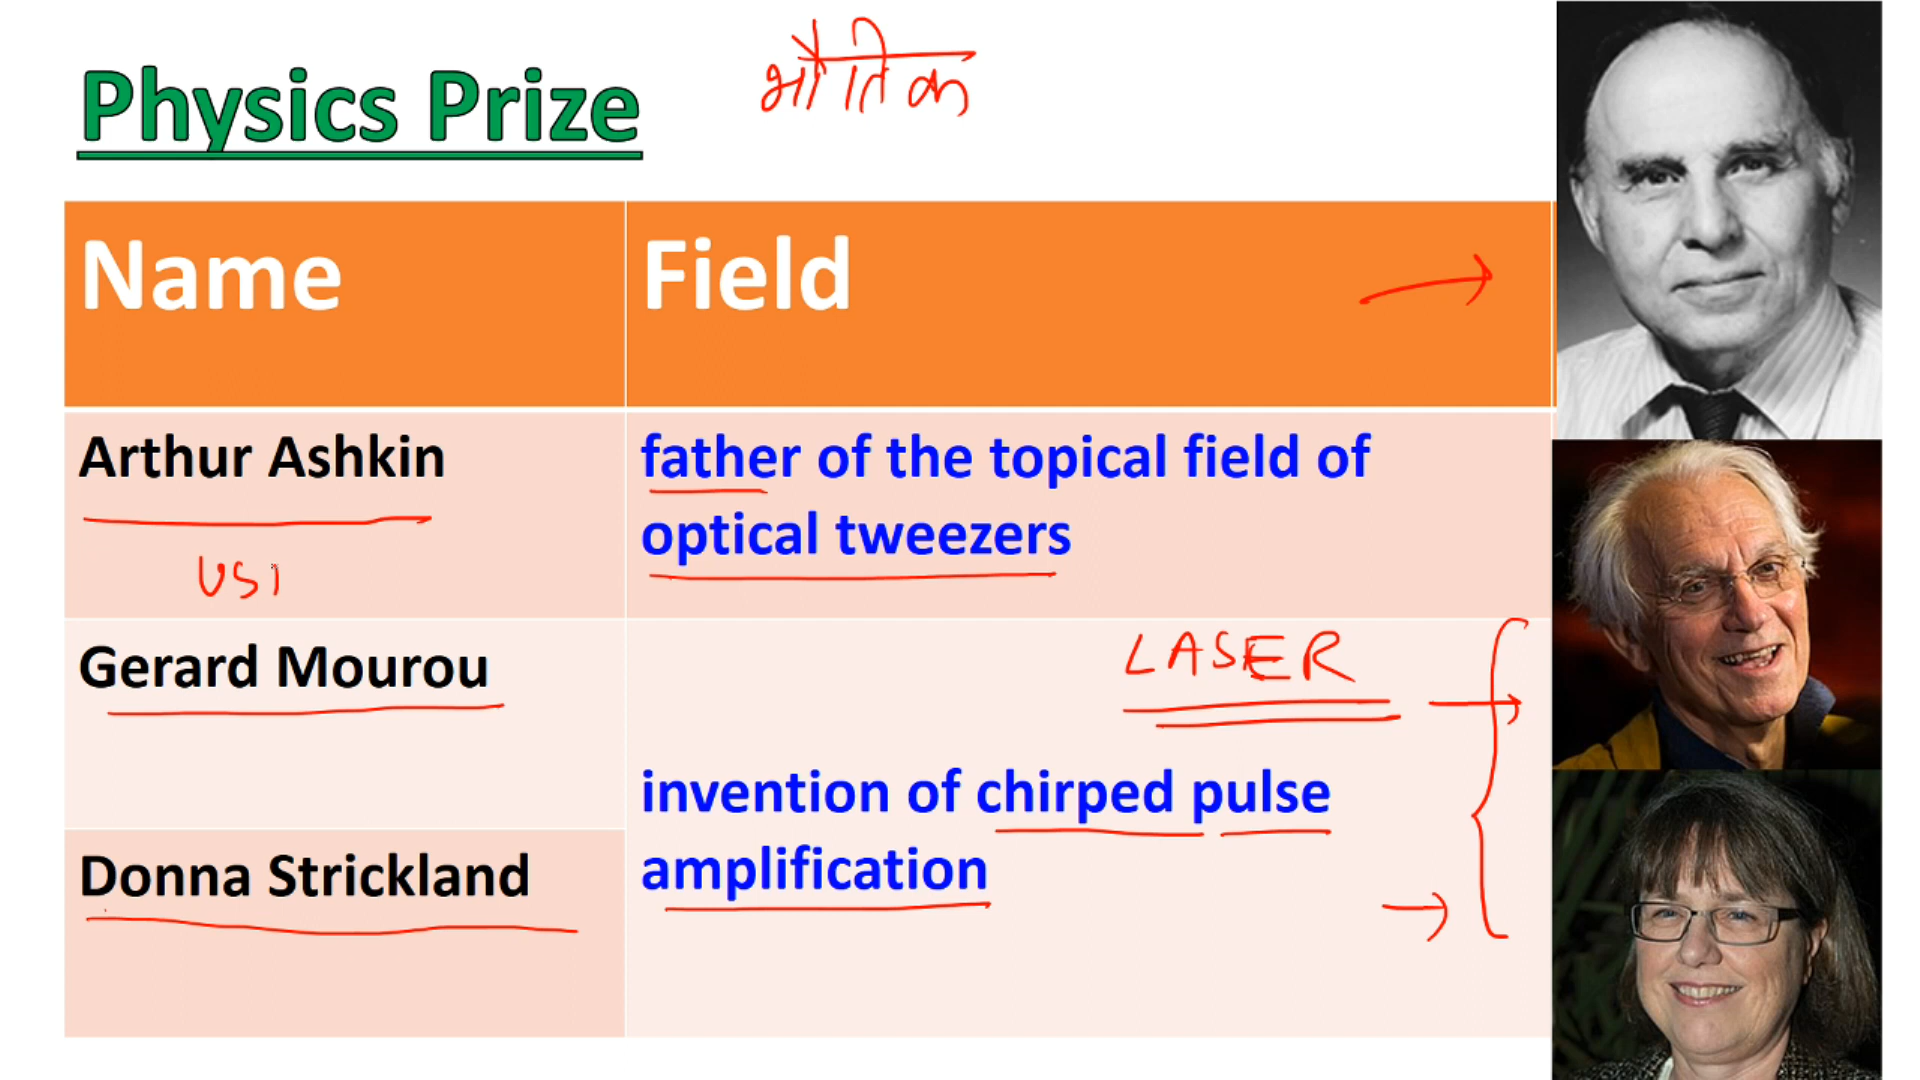 Physics Prize
भौतिक
Name
Field
Arthur Ashkin
father of the topical field of
optical tweezers
US
Gerard Mourou
LASER
invention of chirped pulse
amplification
Donna Strickland